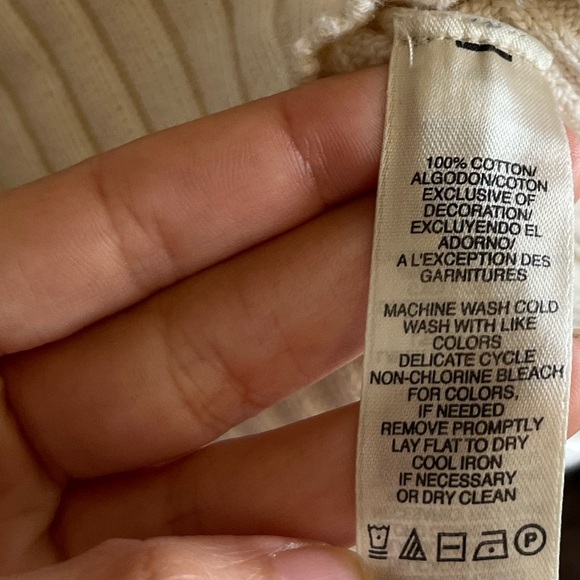 100% COTTON/
ALGODON/COTON
EXCLUSIVE OF
DECORATION/
EXCLUYENDO EL
ADORNO/
A L'EXCEPTION DES
GARNITURES
MACHINE WASH COLD
WASH WITH LIKE
COLORS
DELICATE CYCLE
NON-CHLORINE BLEACH
FOR COLORS,
IF NEEDED
REMOVE PROMPTLY
LAY FLAT TO DRY
COOL IRON
IF NECESSARY
OR DRY CLEAN
P